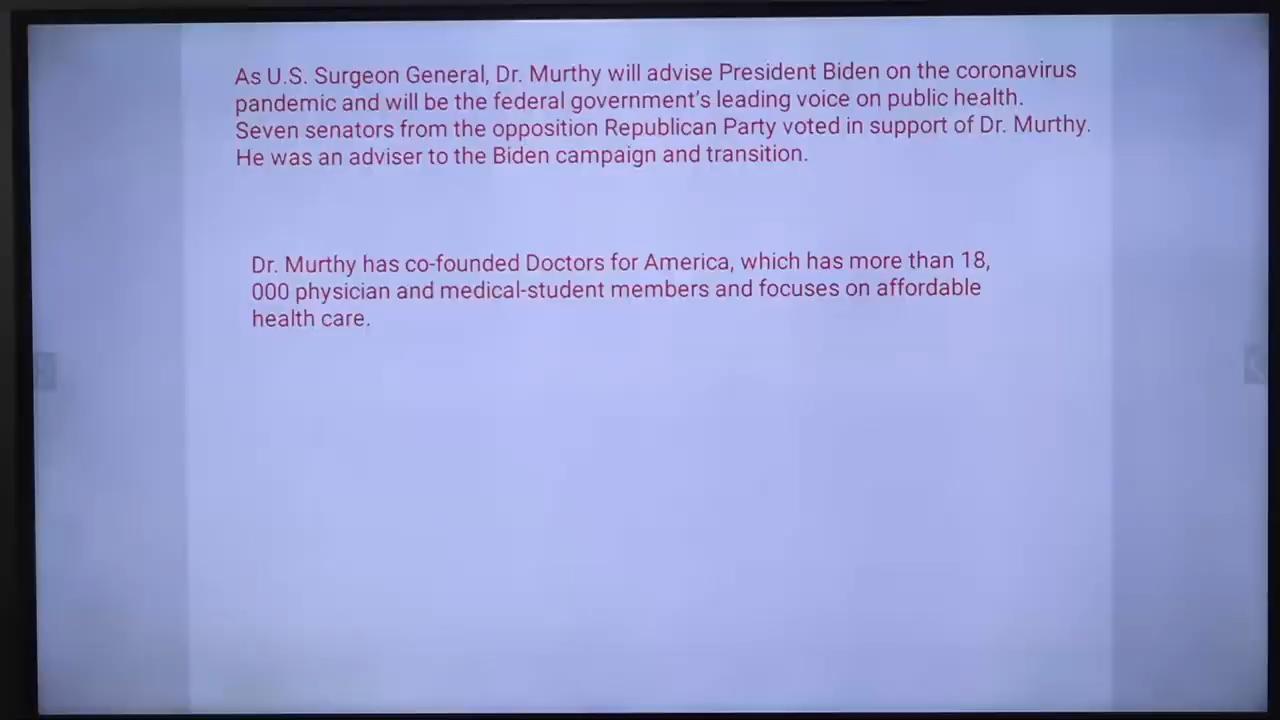 As U.S. Surgeon General, Dr. Murthy will advise President Biden on the coronavirus
pandemic and will be the federal government's leading voice on public health.
Seven senators from the opposition Republican Party voted in support of Dr. Murthy.
He was an adviser to the Biden campaign and transition.
Dr. Murthy has co-founded Doctors for America, which has more than 18,
000 physician and medical-student members and focuses on affordable
health care.